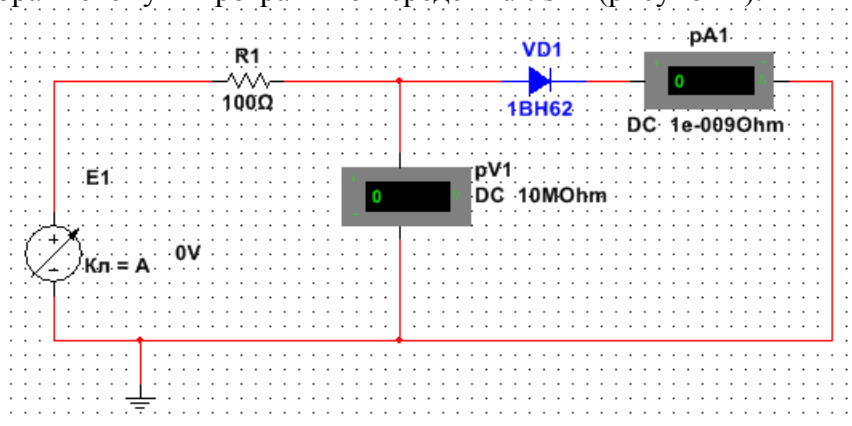 R1
100Ω
VD1
1BH62
pA1
0
DC 1e-009Ohm
pV1
0
DC 10MOhm
E1
Кл = A
0V